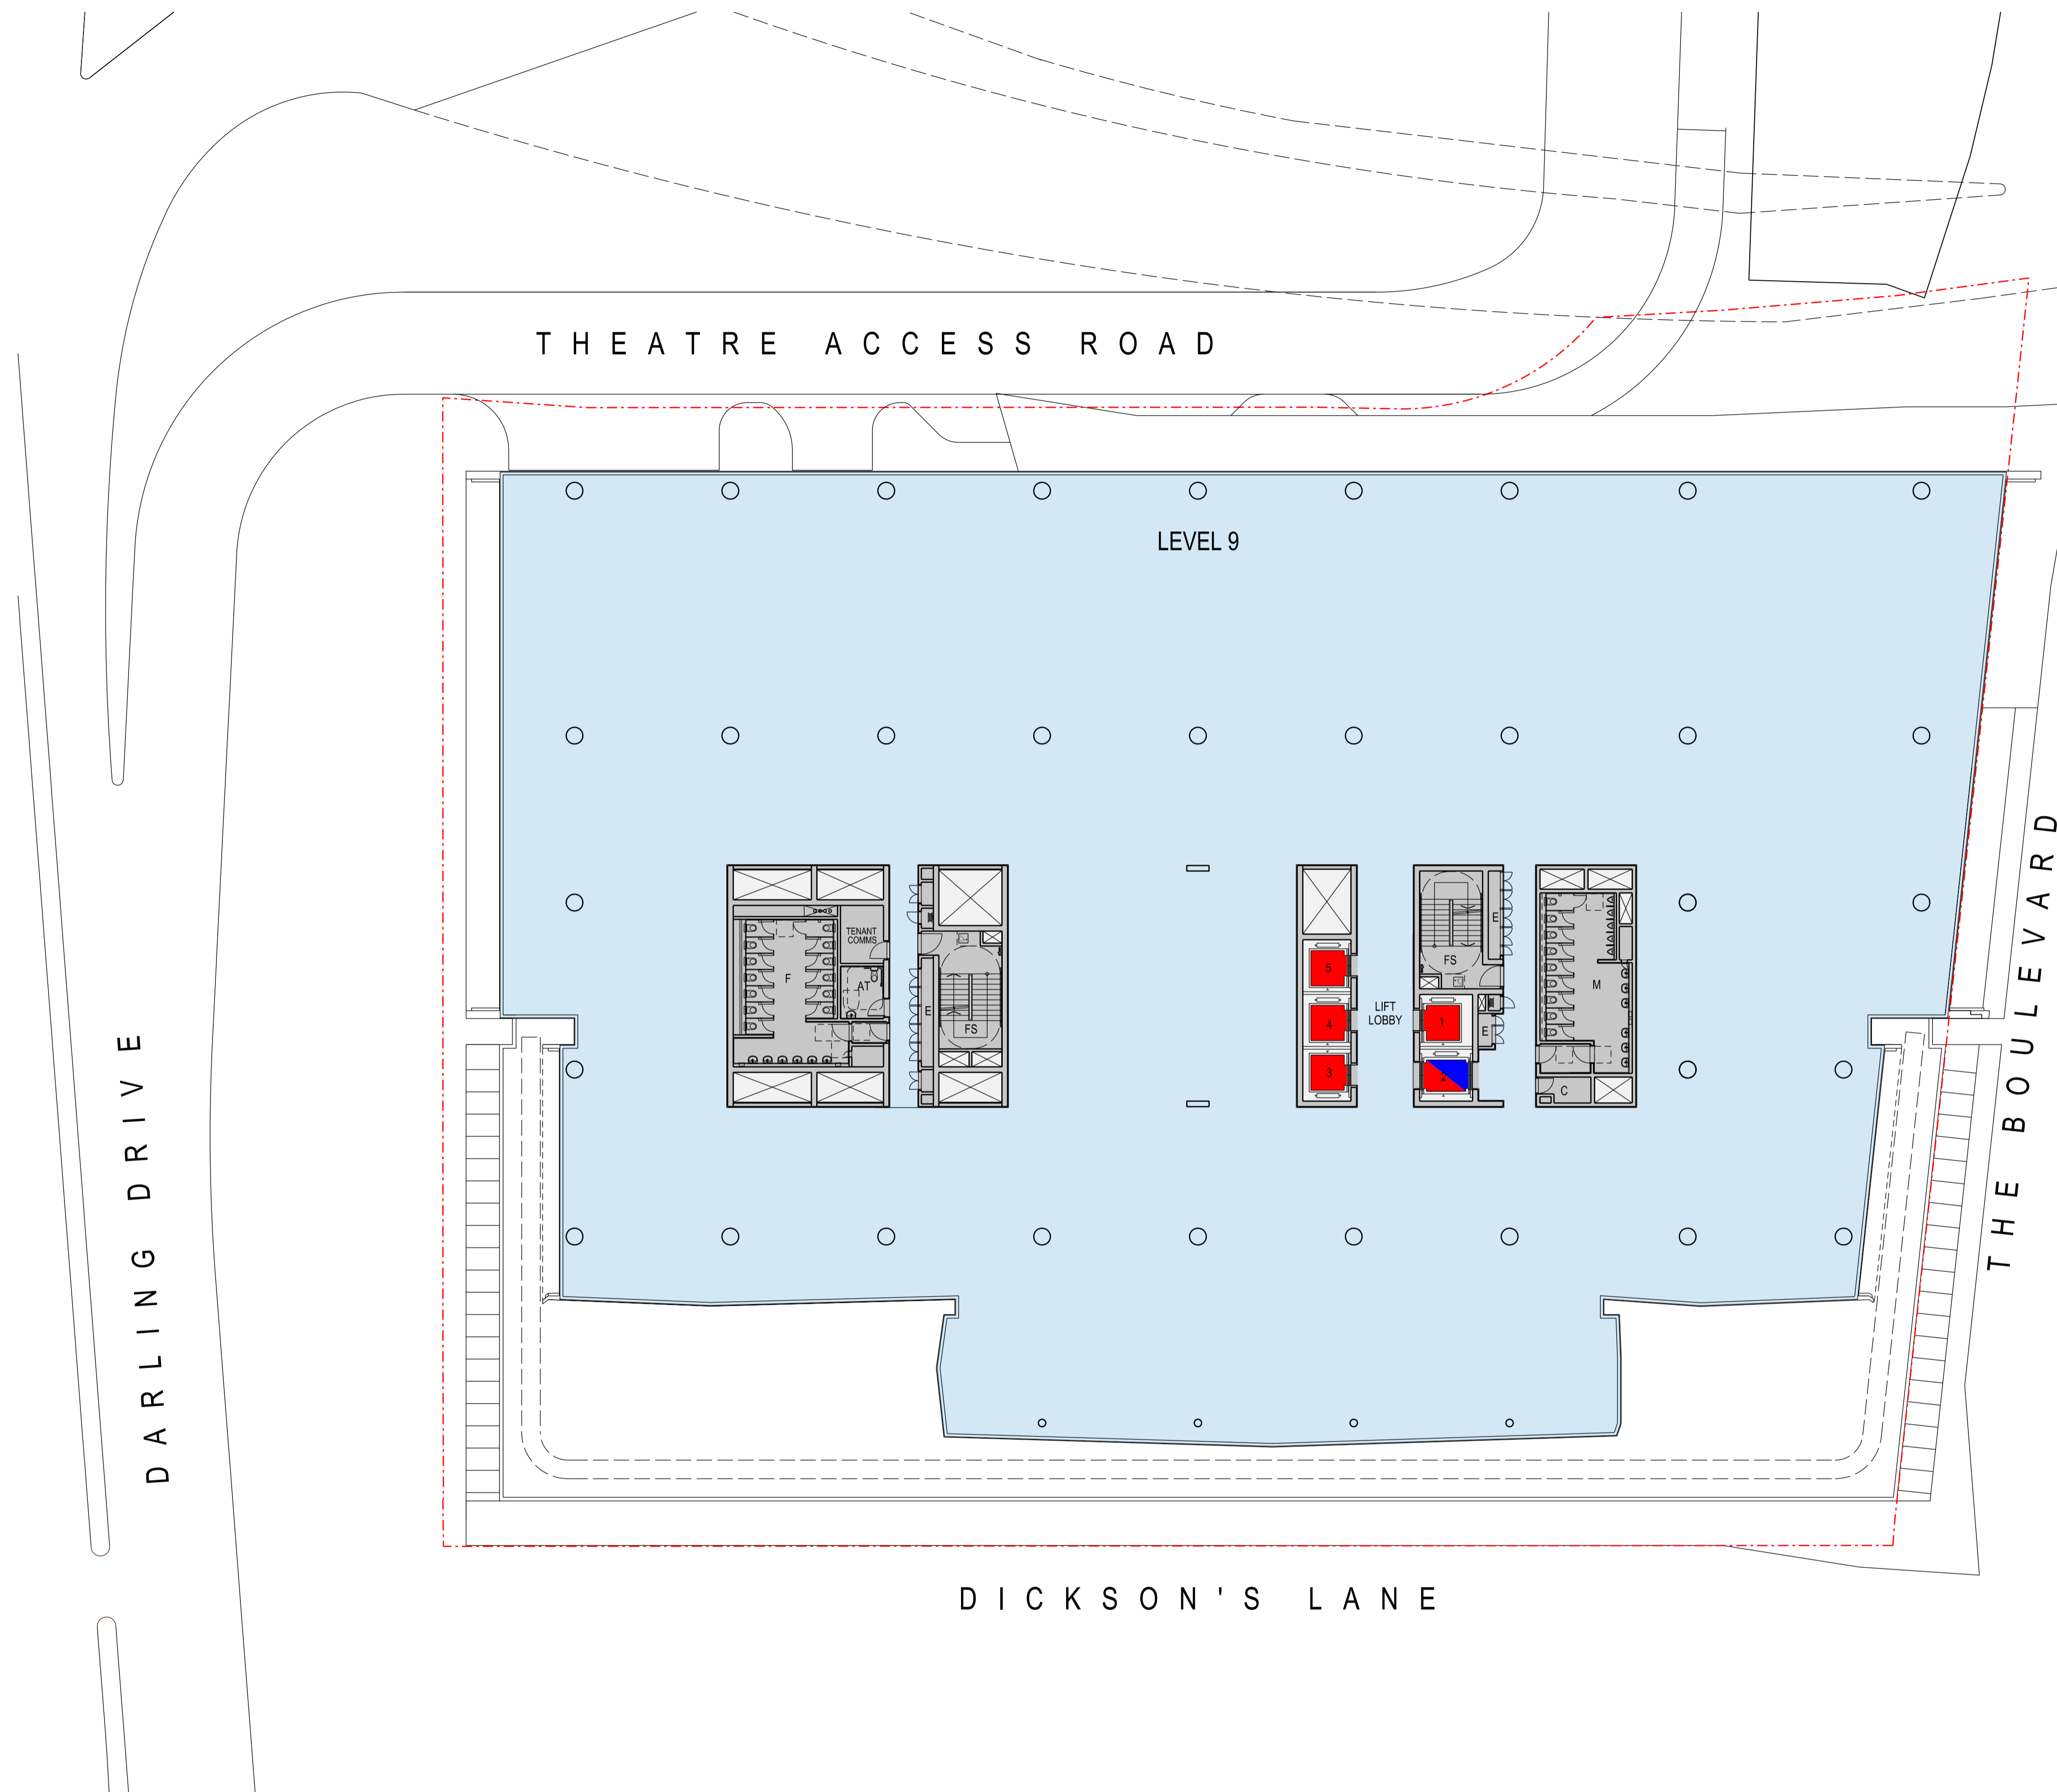 THEATRE ACCESS ROAD
LEVEL 9
DARLING DRIVE
THE BOULEVARD
TENANT
COMMS
F
AT
E
FS
5
4
3
LIFT
LOBBY
FS
E
1
2
E
M
C
DICKSON'S LANE